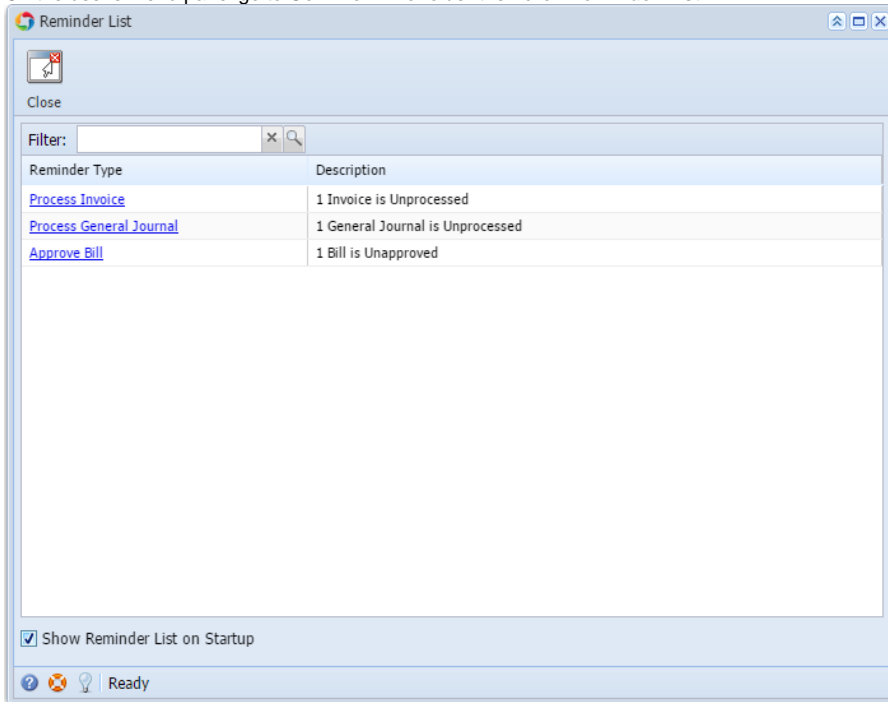 Reminder List
Close
Filter:
Reminder Type Description
Process Invoice 1 Invoice is Unprocessed
Process General Journal 1 General Journal is Unprocessed
Approve Bill 1 Bill is Unapproved
Show Reminder List on Startup
Ready